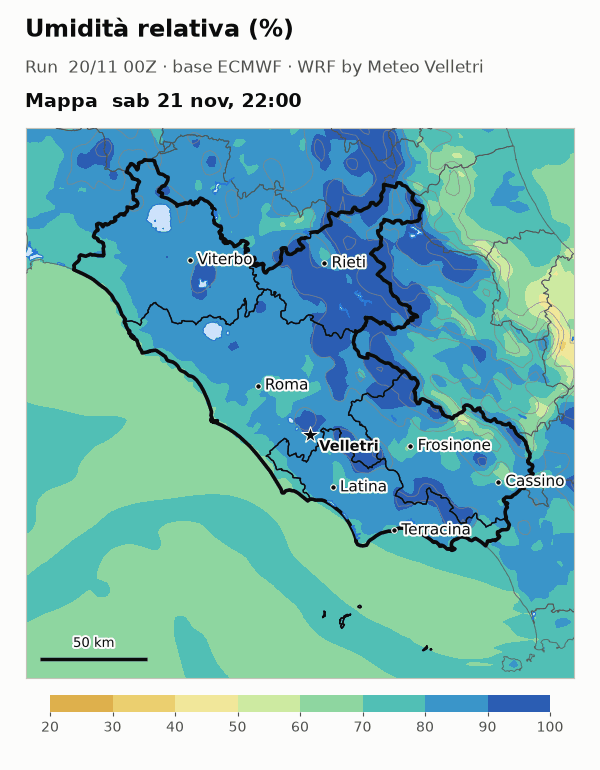 Umidità relativa (%)
Run  20/11 00Z · base ECMWF · WRF by Meteo Velletri
Mappa  sab 21 nov, 22:00
Viterbo
Rieti
Roma
Velletri
Frosinone
Latina
Cassino
Terracina
50 km
20 30 40 50 60 70 80 90 100